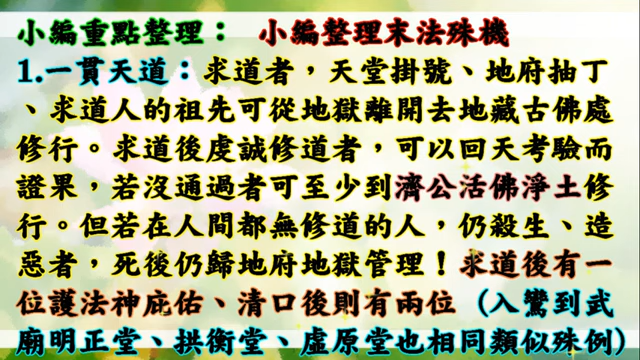 小編重點整理： 小編整理末法殊機
1.一貫天道：求道者，天堂掛號、地府抽丁
、求道人的祖先可從地獄離開去地藏古佛處
修行。求道後虔誠修道者，可以回天考驗而
證果，若沒通過者可至少到濟公活佛淨土修
行。但若在人間都無修道的人，仍殺生、造
惡者，死後仍歸地府地獄管理！求道後有一
位護法神庇佑、清口後則有兩位（入鸞到武
廟明正堂、拱衡堂、虛原堂也相同類似殊例）